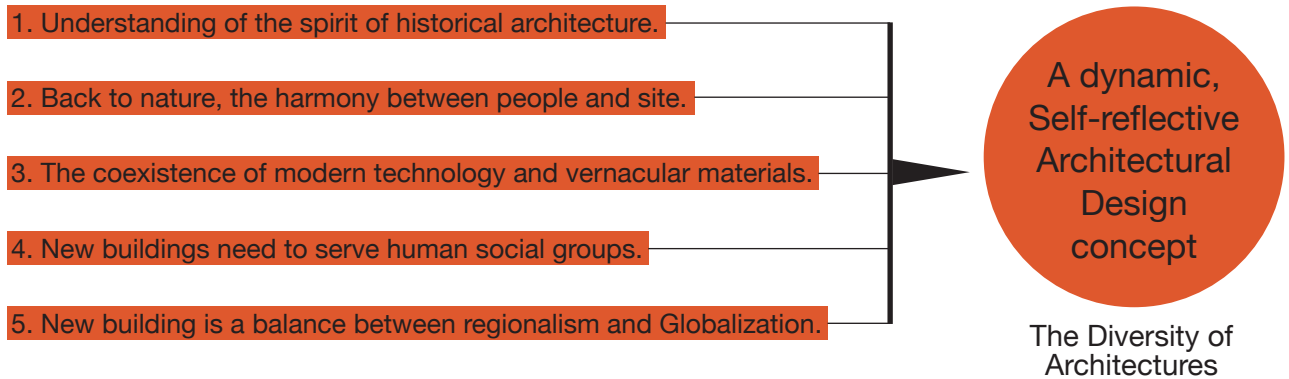 1. Understanding of the spirit of historical architecture.
2. Back to nature, the harmony between people and site.
3. The coexistence of modern technology and vernacular materials.
4. New buildings need to serve human social groups.
5. New building is a balance between regionalism and Globalization.
A dynamic,
Self-reflective
Architectural
Design
concept
The Diversity of
Architectures